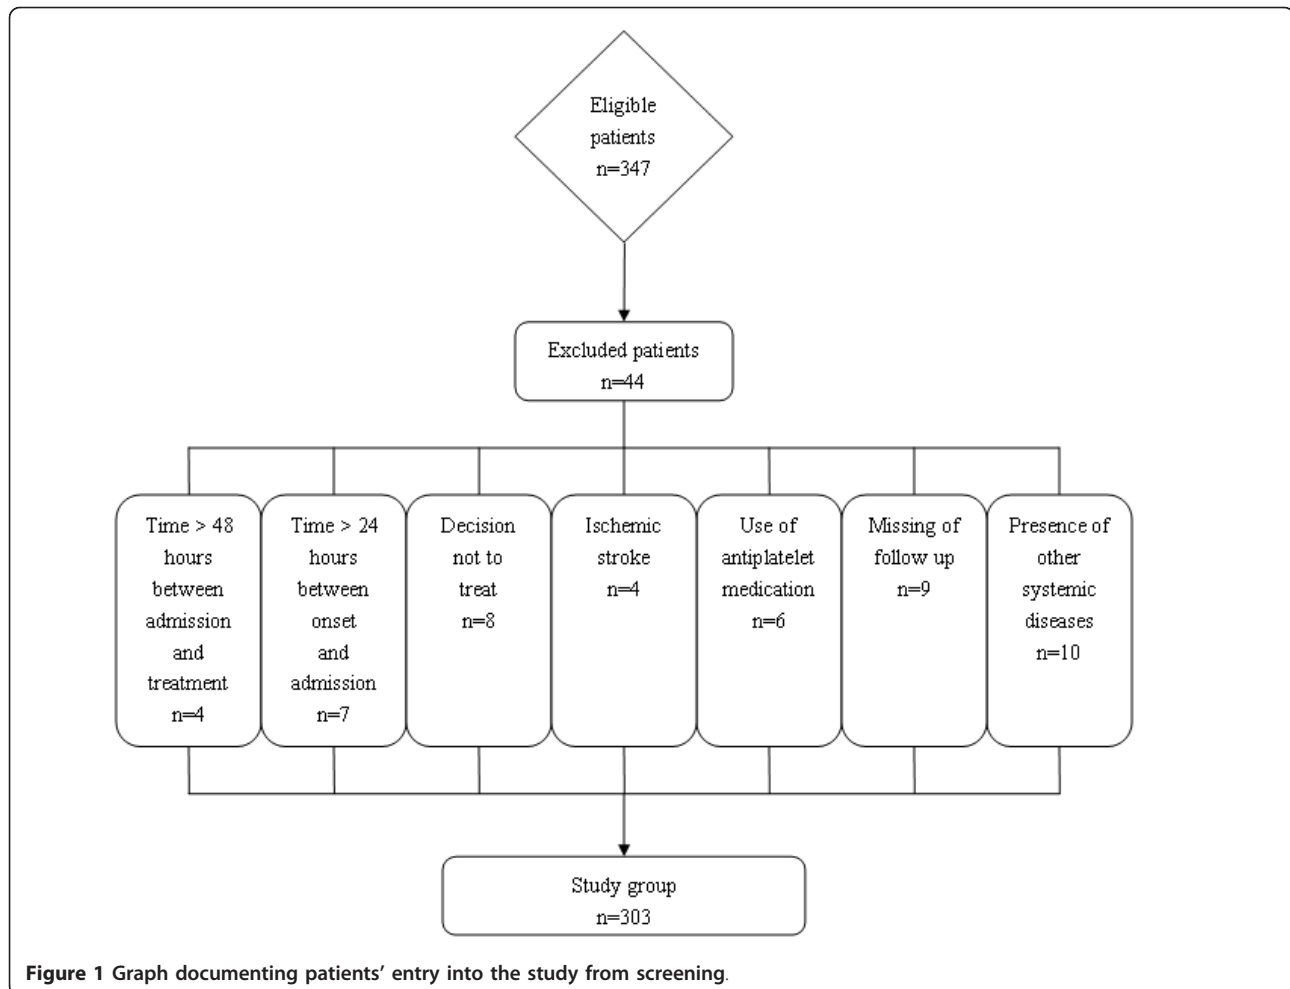 Eligible
patients
n=347
Excluded patients
n=44
Time > 48
hours
between
admission
and
treatment
n=4
Time > 24
hours
between
onset
and
admission
n=7
Decision
not to
treat
n=8
Ischemic
stroke
n=4
Use of
antiplatelet
medication
n=6
Missing of
follow up
n=9
Presence of
other
systemic
diseases
n=10
Study group
n=303
Figure 1 Graph documenting patients' entry into the study from screening.